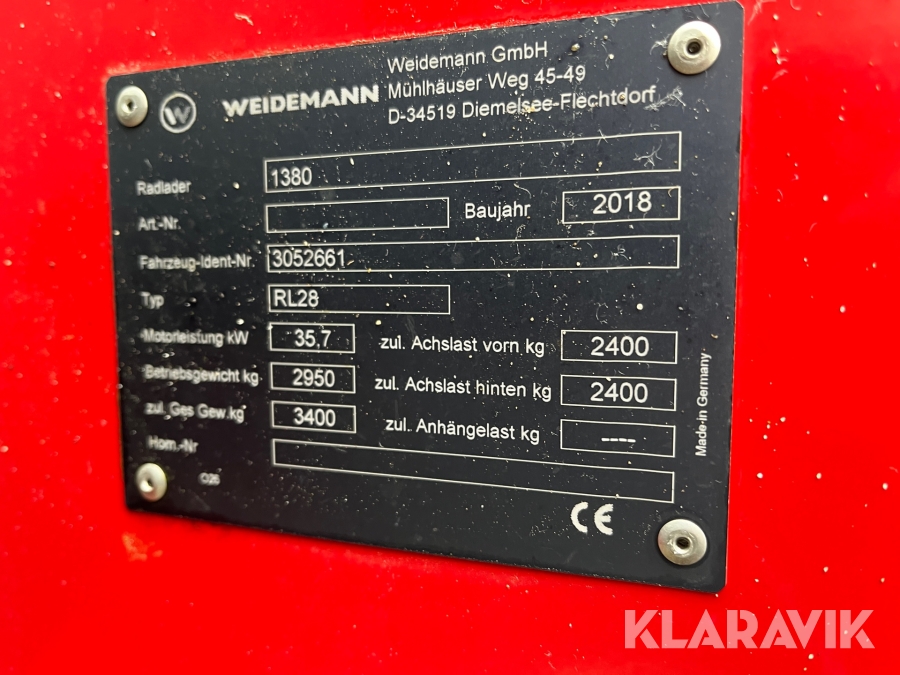 W WEIDEMANN
Weidemann GmbH
Mühlhäuser Weg 45-49
D-34519 Diemelsee-Flechtdorf
Radlader 1380
Art.-Nr. Baujahr 2018
Fahrzeug-Ident-Nr. 3052661
Typ RL28
Motorleistung kW 35,7 zul. Achslast vorn kg 2400
Betriebsgewicht kg 2950 zul. Achslast hinten kg 2400
zul. Ges Gew.kg 3400 zul. Anhängelast kg ----
Hom.-Nr
Made-in Germany
CE
KLARAVIK